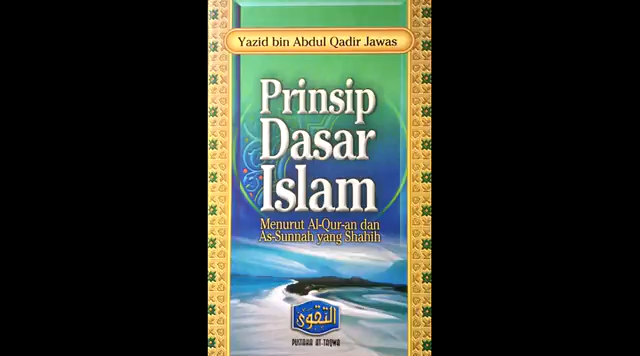 Yazid bin Abdul Qadir Jawas
Prinsip
Dasar
Islam
Menurut Al-Qur-an dan
As-Sunnah yang Shahih
التقوى
PUSTAKA AT-TAQWA